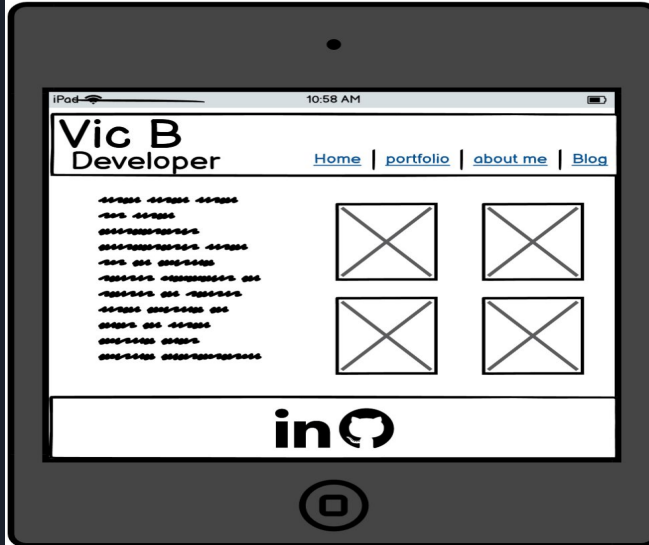 iPad 10:58 AM
Vic B
Developer
Home | portfolio | about me | Blog
in